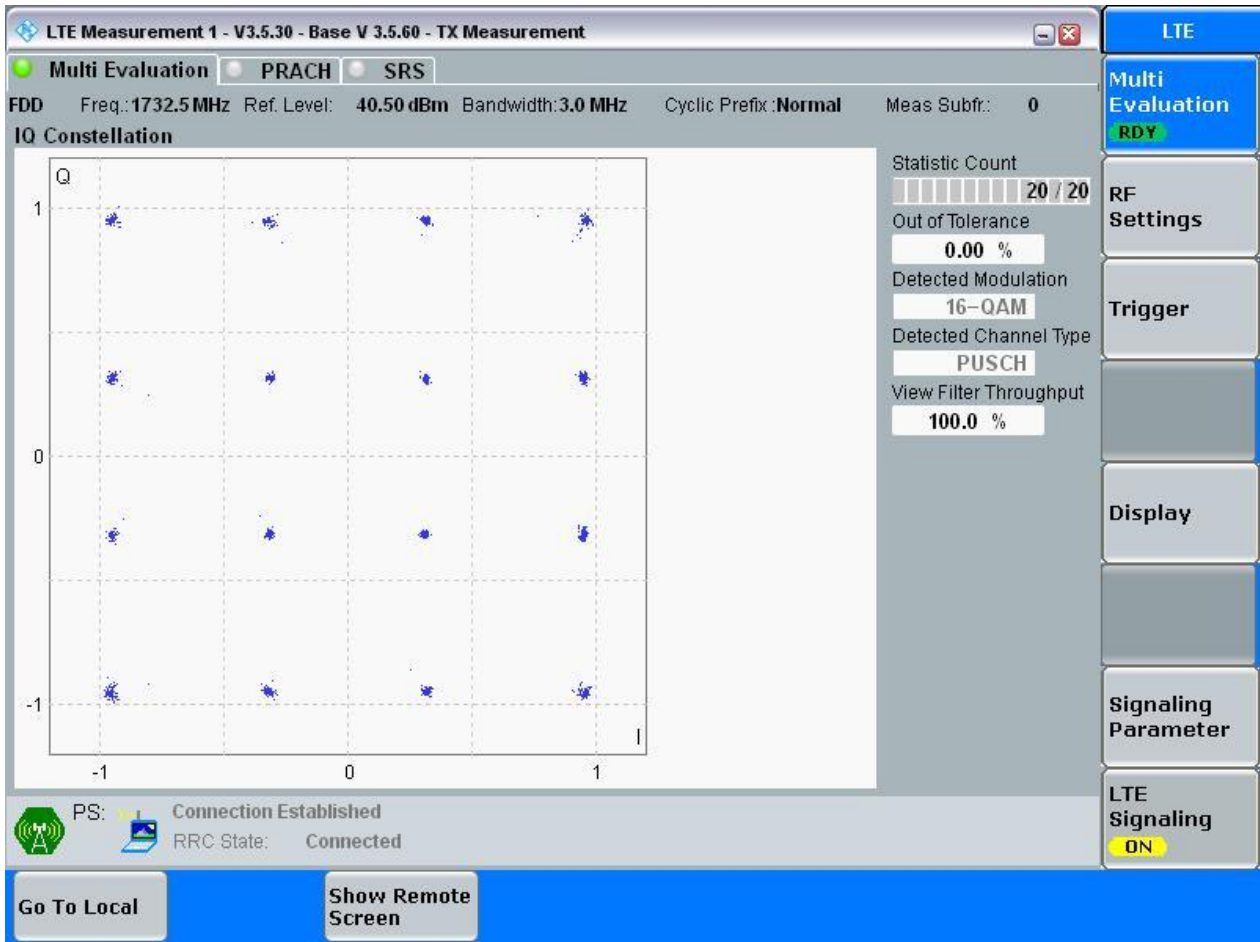 LTE Measurement 1 - V3.5.30 - Base V 3.5.60 - TX Measurement
LTE
Multi Evaluation PRACH SRS
Multi
Evaluation
RDY
FDD Freq.: 1732.5 MHz Ref. Level: 40.50 dBm Bandwidth: 3.0 MHz Cyclic Prefix : Normal Meas Subfr.: 0
IQ Constellation
Q
1
0
-1
-1 0 1
I
Statistic Count
20 / 20
Out of Tolerance
0.00 %
Detected Modulation
16-QAM
Detected Channel Type
PUSCH
View Filter Throughput
100.0 %
RF
Settings
Trigger
Display
Signaling
Parameter
LTE
Signaling
ON
PS: Connection Established
RRC State: Connected
Go To Local
Show Remote
Screen